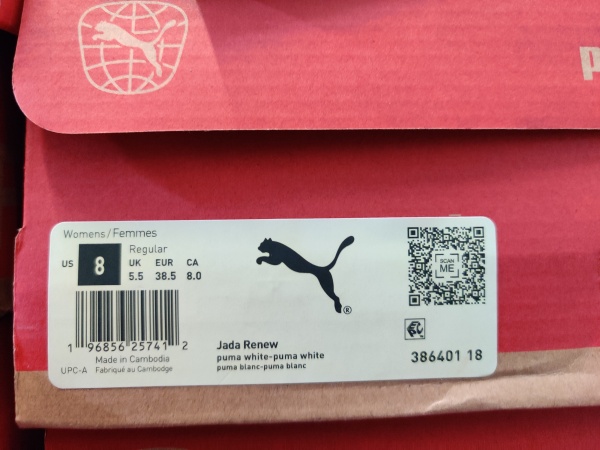 Womens/Femmes
Regular
US 8 UK EUR CA
5.5 38.5 8.0
SCAN
ME
1 96856 25741 2
Made in Cambodia
UPC-A Fabriqué au Cambodge
®
Jada Renew
puma white-puma white
puma blanc-puma blanc
386401 18